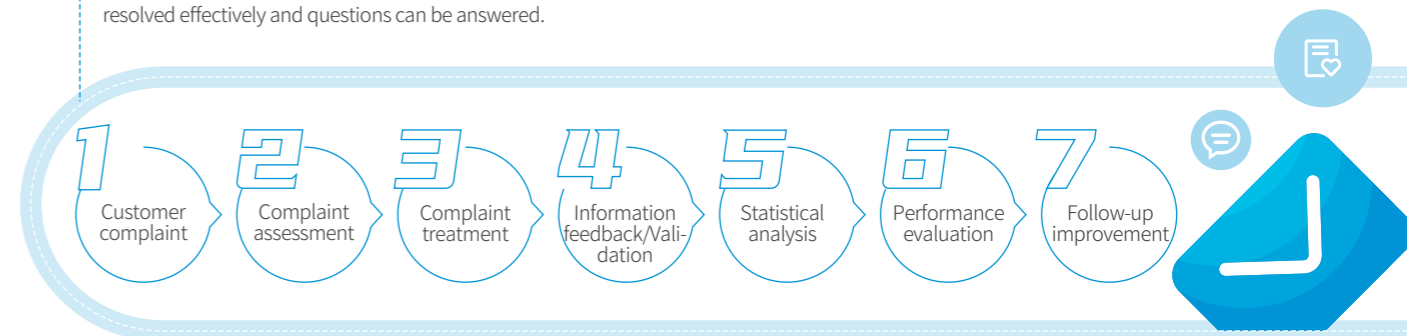 resolved effectively and questions can be answered.
1
Customer
complaint
2
Complaint
assessment
3
Complaint
treatment
4
Information
feedback/Vali-
dation
5
Statistical
analysis
6
Performance
evaluation
7
Follow-up
improvement